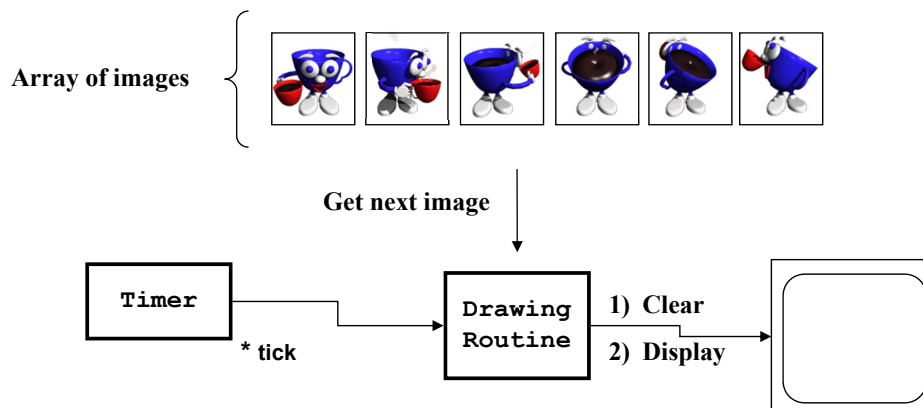 Array of images
Get next image
Timer
* tick
Drawing
Routine
1) Clear
2) Display